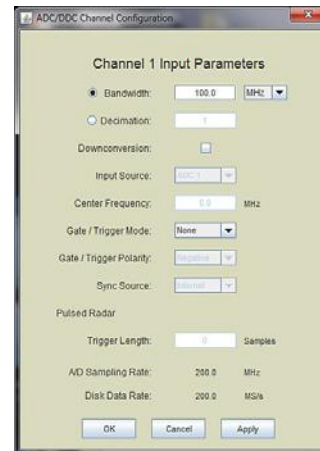 ADC/DDC Channel Configuration
Channel 1 Input Parameters
Bandwidth: 100.0 MHz
Decimation: 1
Downconversion:
Input Source: ADC 1
Center Frequency: 0.0 MHz
Gate / Trigger Mode: None
Gate / Trigger Polarity: Negative
Sync Source: Internal
Pulsed Radar
Trigger Length: 0 Samples
A/D Sampling Rate: 200.0 MHz
Disk Data Rate: 200.0 MS/s
OK Cancel Apply